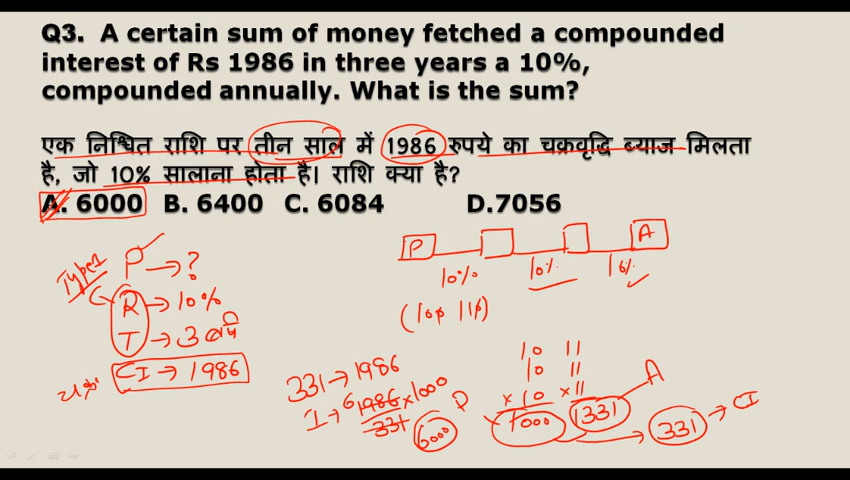 Q3. A certain sum of money fetched a compounded
interest of Rs 1986 in three years a 10%,
compounded annually. What is the sum?
एक निश्चित राशि पर तीन साल में 1986 रुपये का चक्रवृद्धि ब्याज मिलता
है, जो 10% सालाना होता है। राशि क्या है?
A. 6000 B. 6400 C. 6084 D.7056
Type 1
P → ?
R → 10%
T → 3 वर्ष
CI → 1986
P A
10% 10% 10%
10 11
10 11
×10 ×11
1000 1331 A
331 → CI
331 → 1986
1 → 1986 × 1000
331
6
6000 P